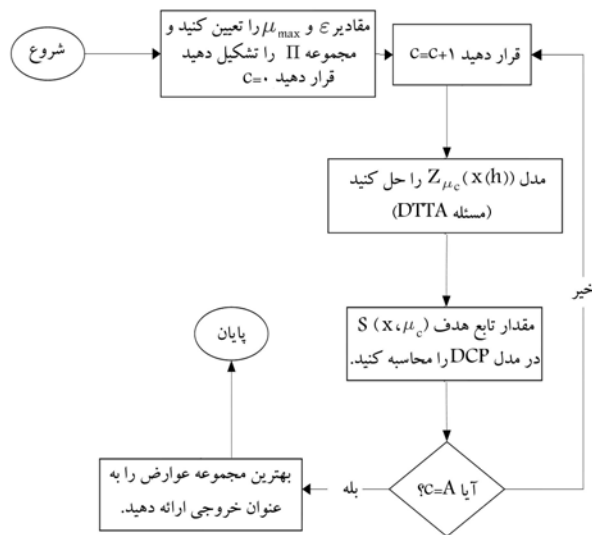 شروع
مقادیر ε و μmax را تعیین کنید و
مجموعه Π را تشکیل دهید
قرار دهید c=۰
قرار دهید c=c+۱
مدل Zμc(x(h)) را حل کنید
(مسئله DTTA)
مقدار تابع هدف S (x،μc)
در مدل DCP را محاسبه کنید.
آیا c=A؟
خیر
بله
بهترین مجموعه عوارض را به
عنوان خروجی ارائه دهید.
پایان